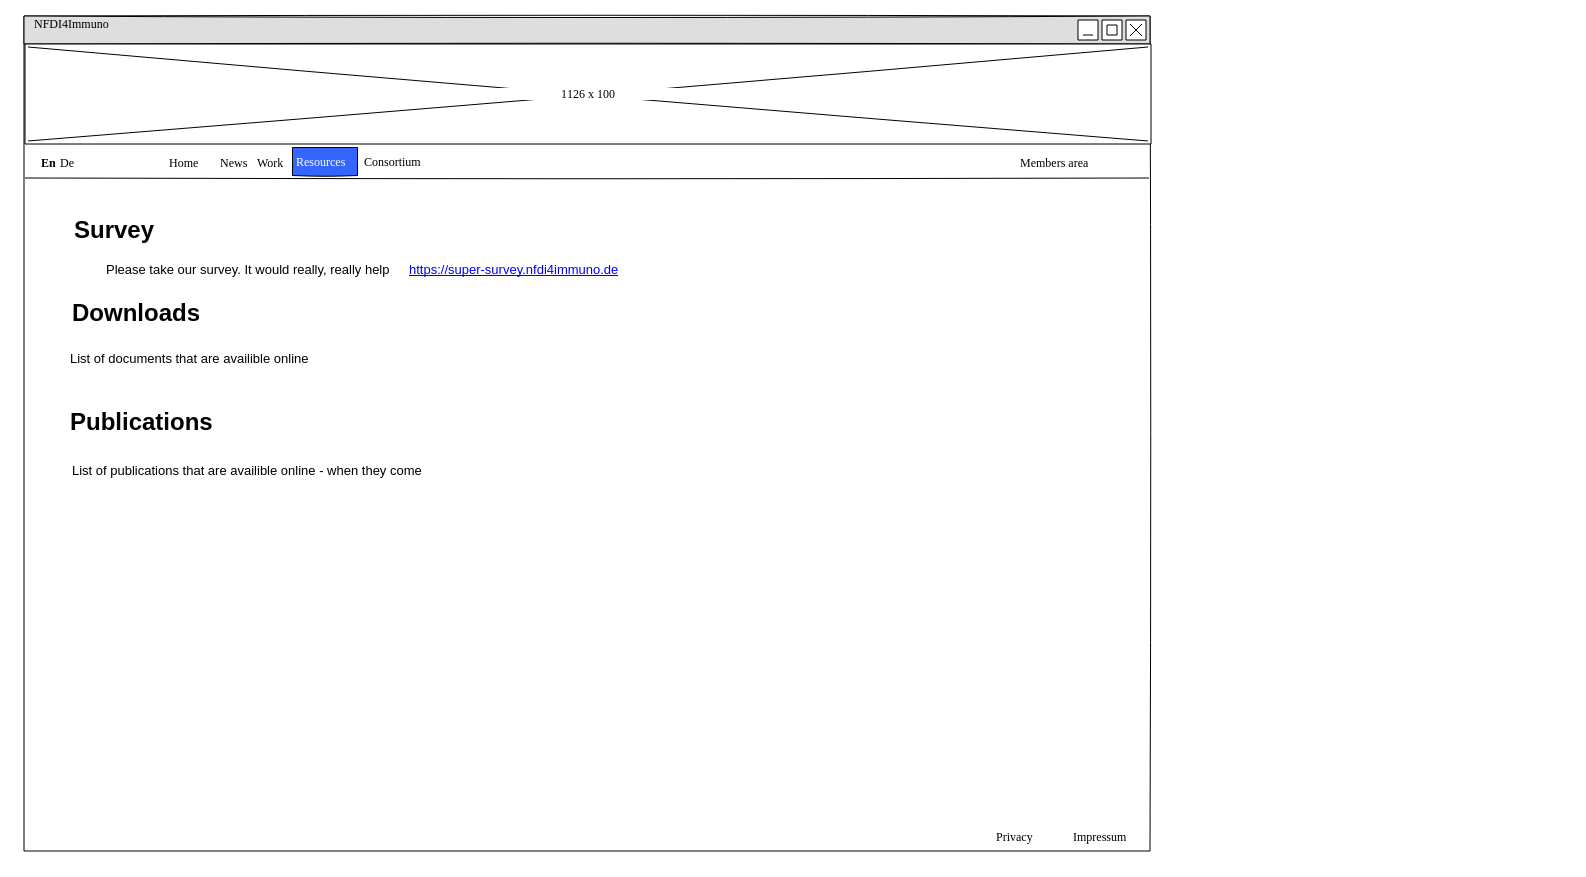 NFDI4Immuno
1126 x 100
En De Home News Work Resources Consortium Members area
Survey
Please take our survey. It would really, really help https://super-survey.nfdi4immuno.de
Downloads
List of documents that are availible online
Publications
List of publications that are availible online - when they come
Privacy Impressum